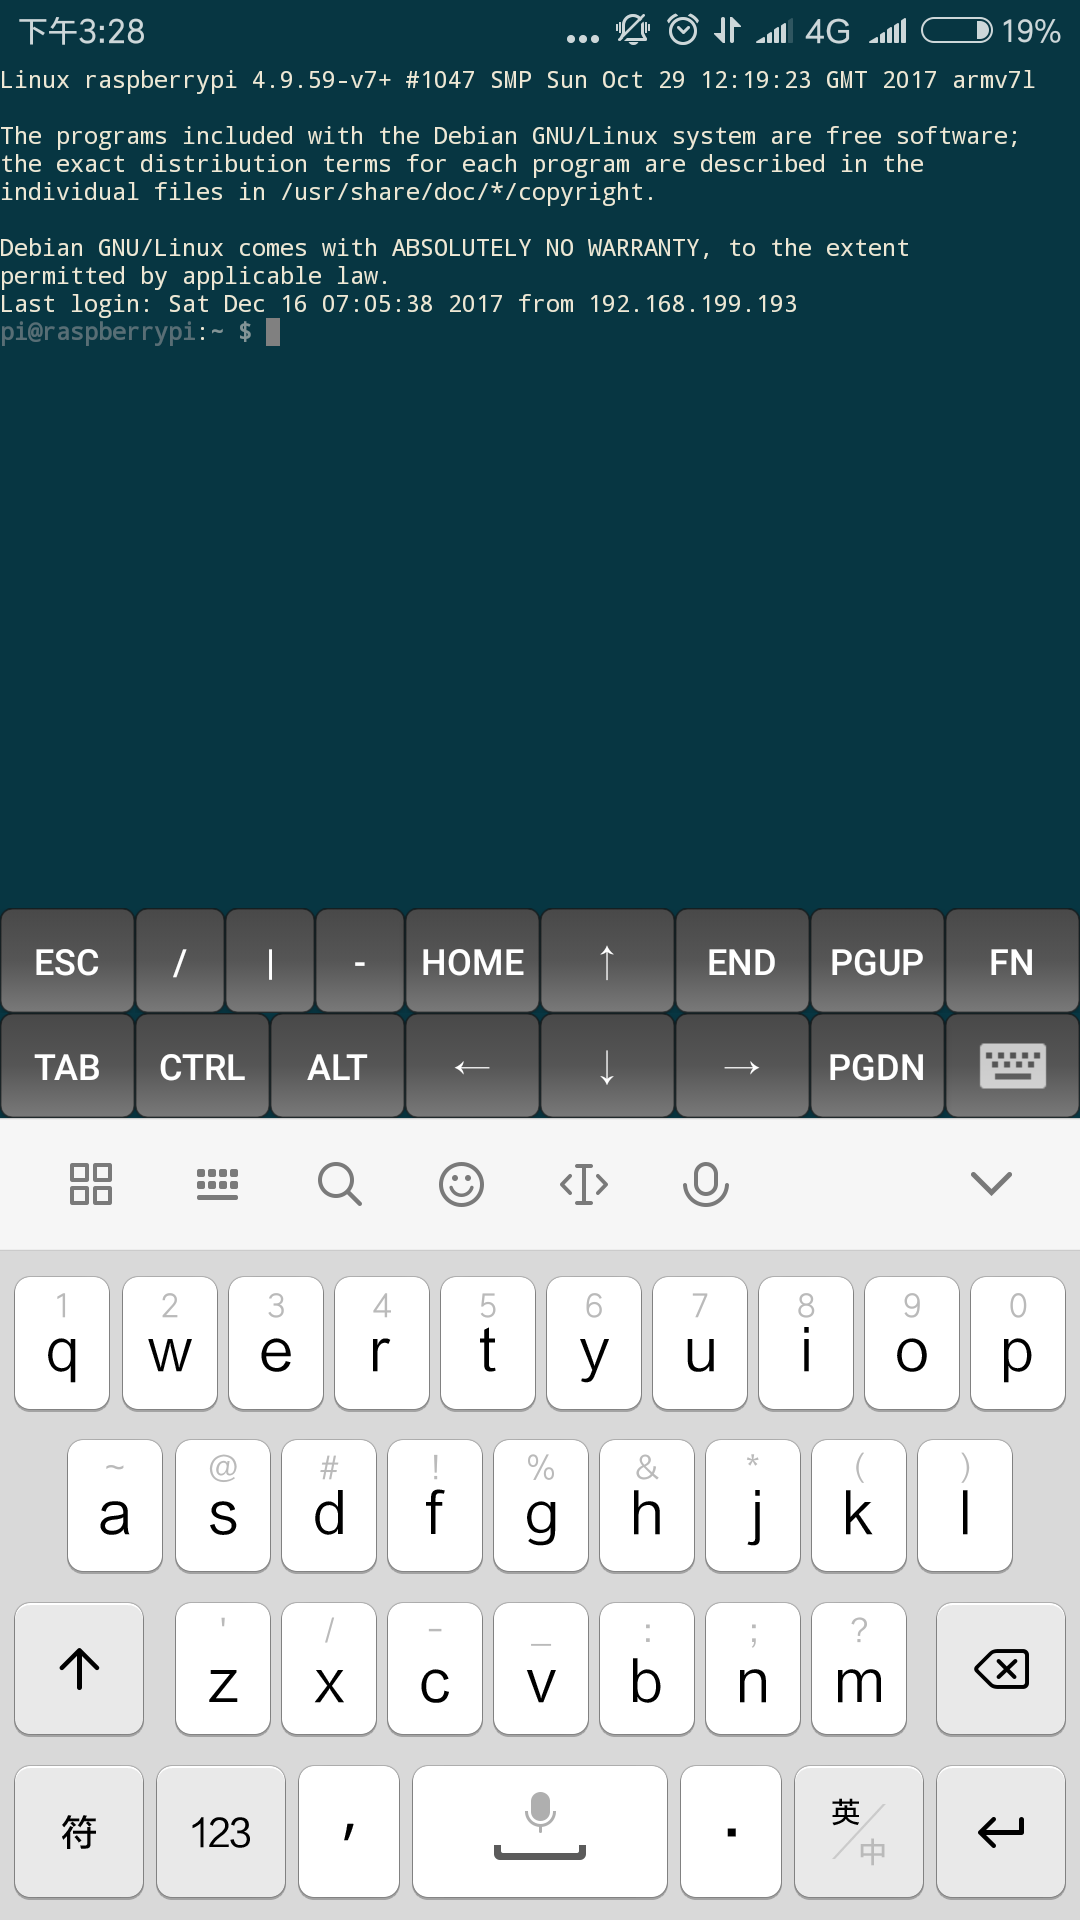 下午3:28 ... 4G 19%
Linux raspberrypi 4.9.59-v7+ #1047 SMP Sun Oct 29 12:19:23 GMT 2017 armv7l
The programs included with the Debian GNU/Linux system are free software;
the exact distribution terms for each program are described in the
individual files in /usr/share/doc/*/copyright.
Debian GNU/Linux comes with ABSOLUTELY NO WARRANTY, to the extent
permitted by applicable law.
Last login: Sat Dec 16 07:05:38 2017 from 192.168.199.193
pi@raspberrypi:~ $
ESC / | - HOME ↑ END PGUP FN
TAB CTRL ALT ← ↓ → PGDN
1 2 3 4 5 6 7 8 9 0
q w e r t y u i o p
~ @ # ! % & * ( )
a s d f g h j k l
' / - _ : ; ?
z x c v b n m
符 123 , . 英/中